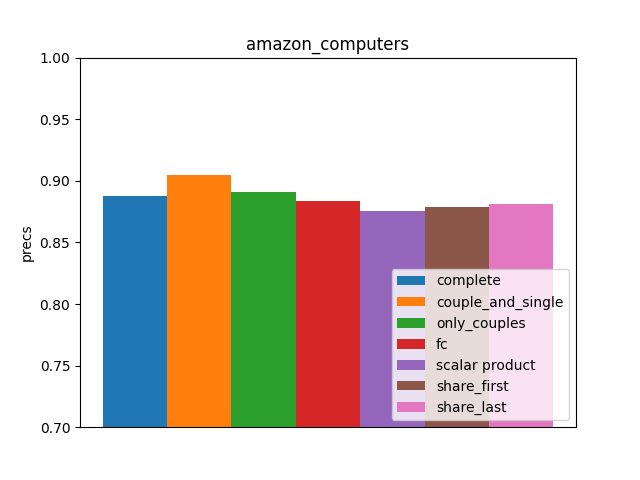 amazon_computers
1.00
0.95
0.90
0.85
0.80
0.75
0.70
precs
complete
couple_and_single
only_couples
fc
scalar product
share_first
share_last